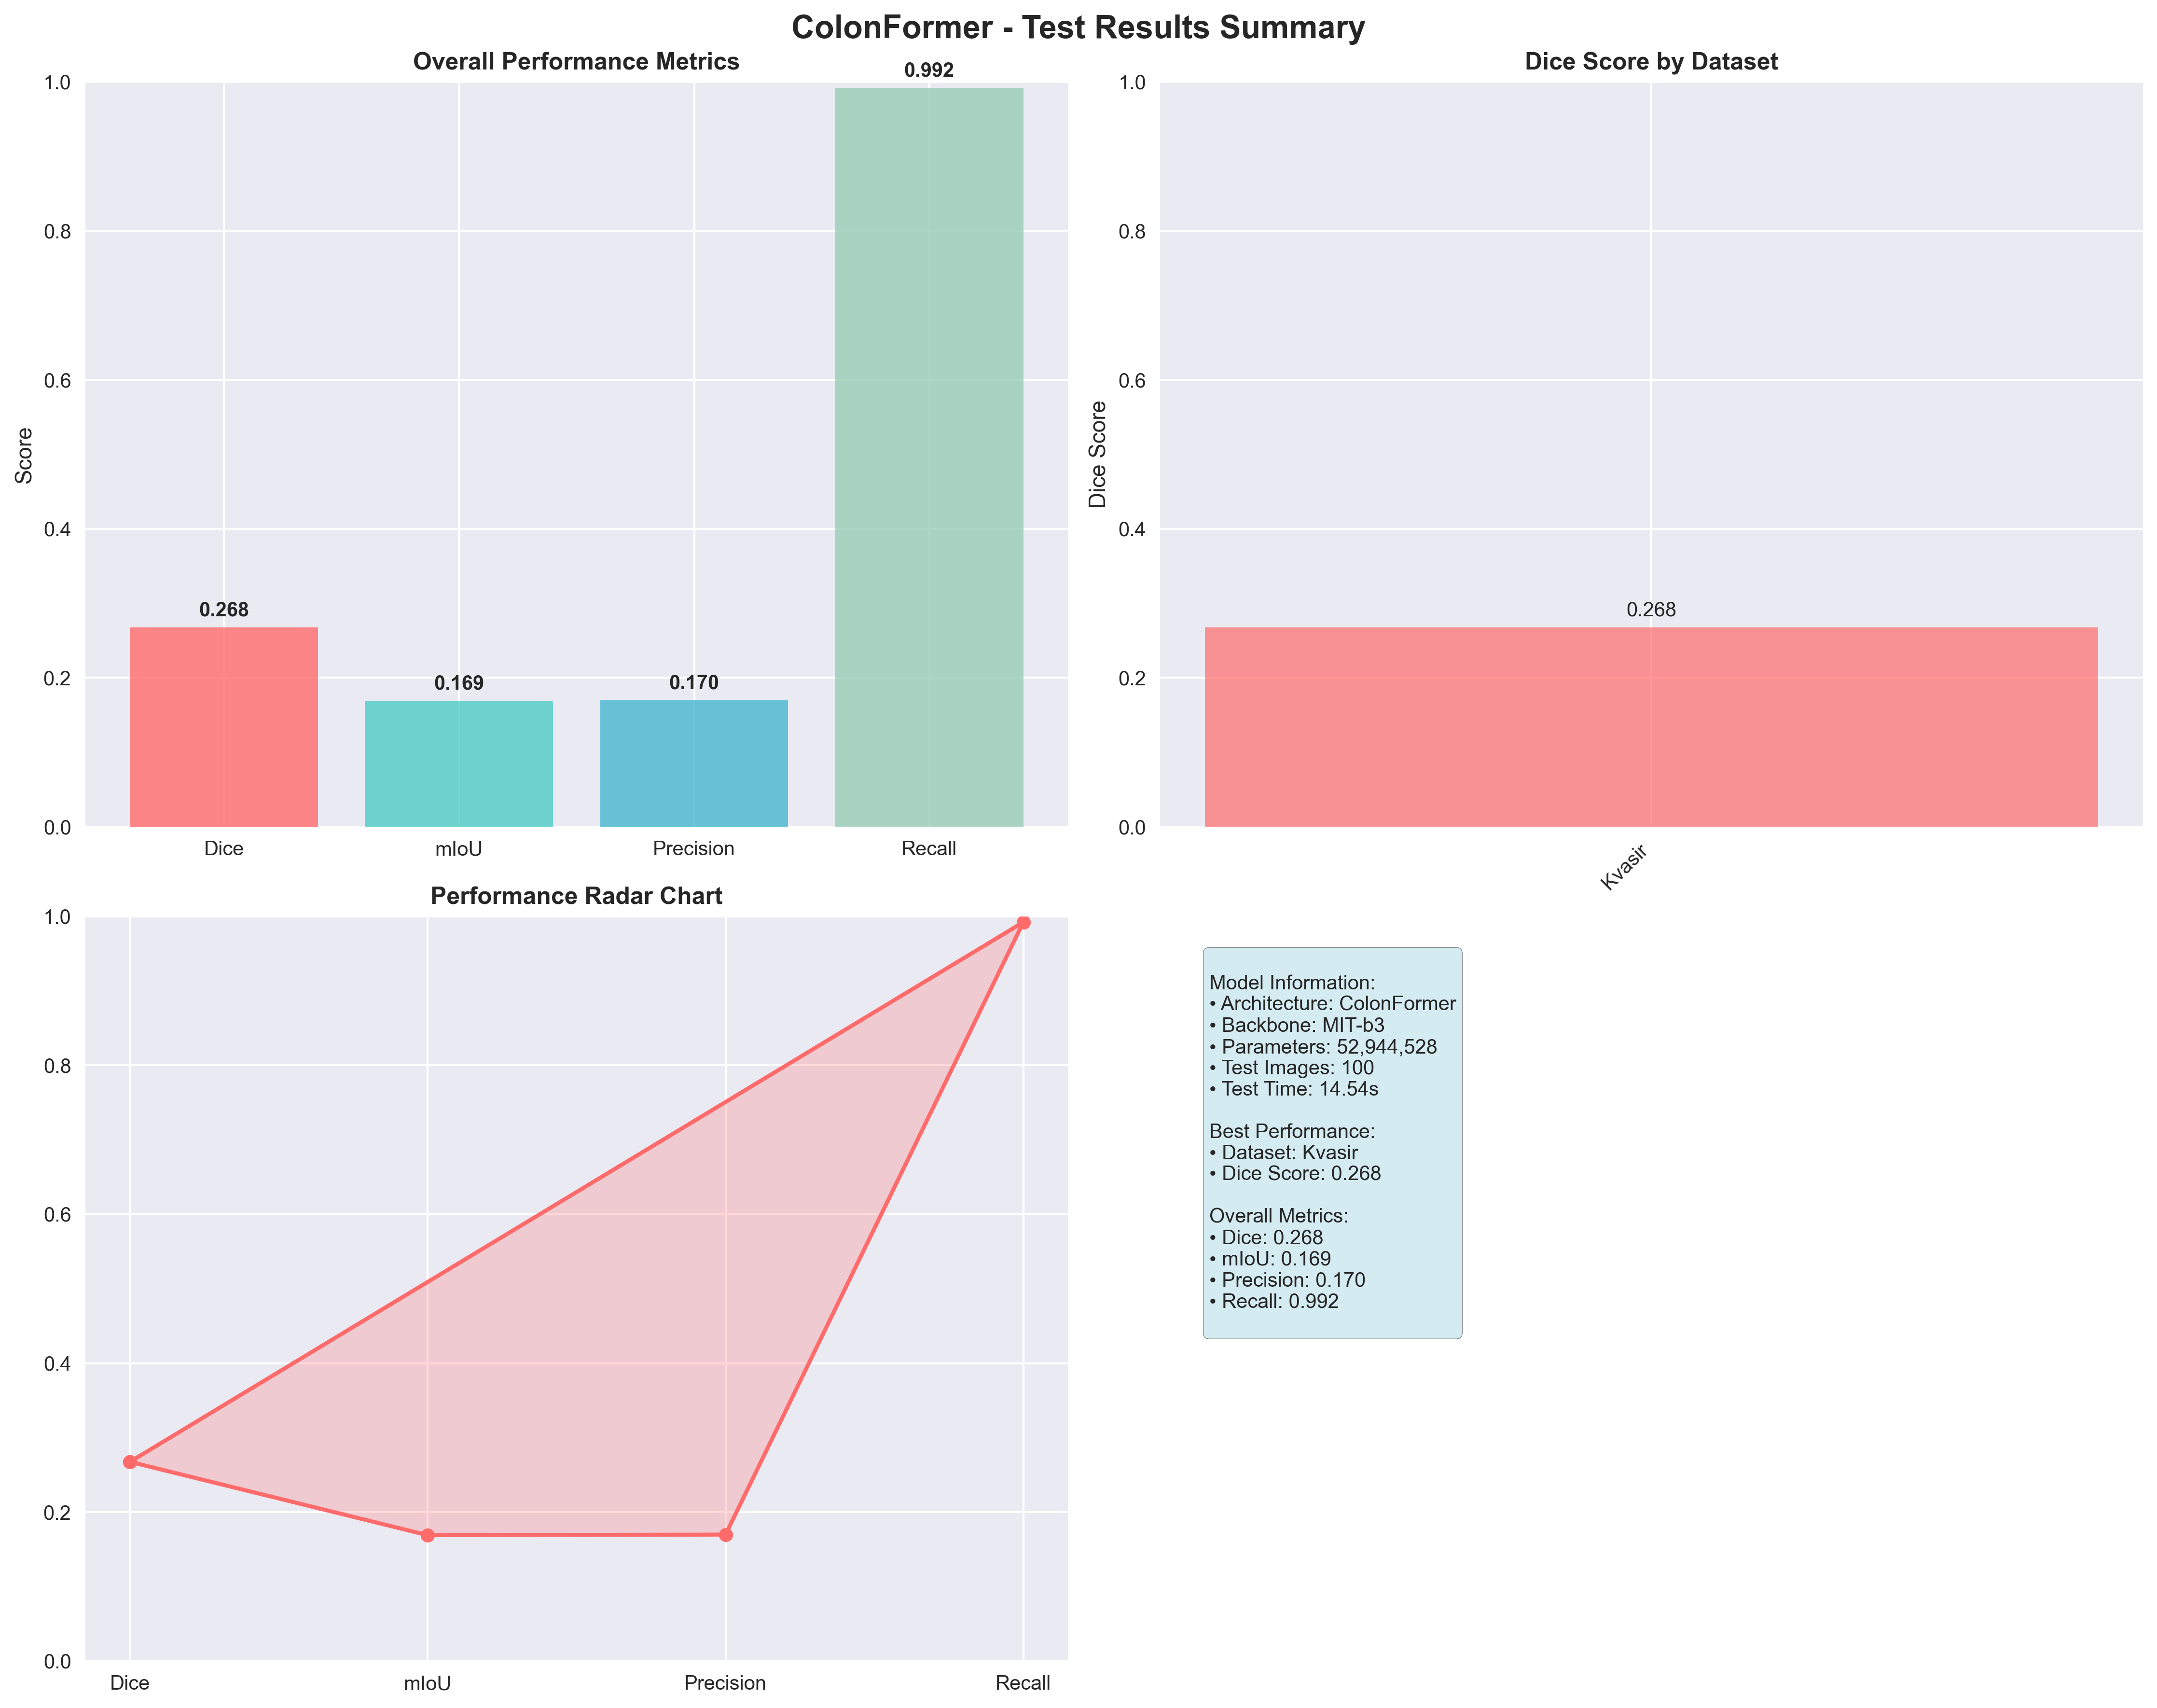 ColonFormer - Test Results Summary
Overall Performance Metrics
1.0
0.8
0.6
0.4
0.2
0.0
Score
0.268
0.169
0.170
0.992
Dice
mIoU
Precision
Recall
Dice Score by Dataset
1.0
0.8
0.6
0.4
0.2
0.0
Dice Score
0.268
Kvasir
Performance Radar Chart
1.0
0.8
0.6
0.4
0.2
0.0
Dice
mIoU
Precision
Recall
Model Information:
• Architecture: ColonFormer
• Backbone: MIT-b3
• Parameters: 52,944,528
• Test Images: 100
• Test Time: 14.54s
Best Performance:
• Dataset: Kvasir
• Dice Score: 0.268
Overall Metrics:
• Dice: 0.268
• mIoU: 0.169
• Precision: 0.170
• Recall: 0.992